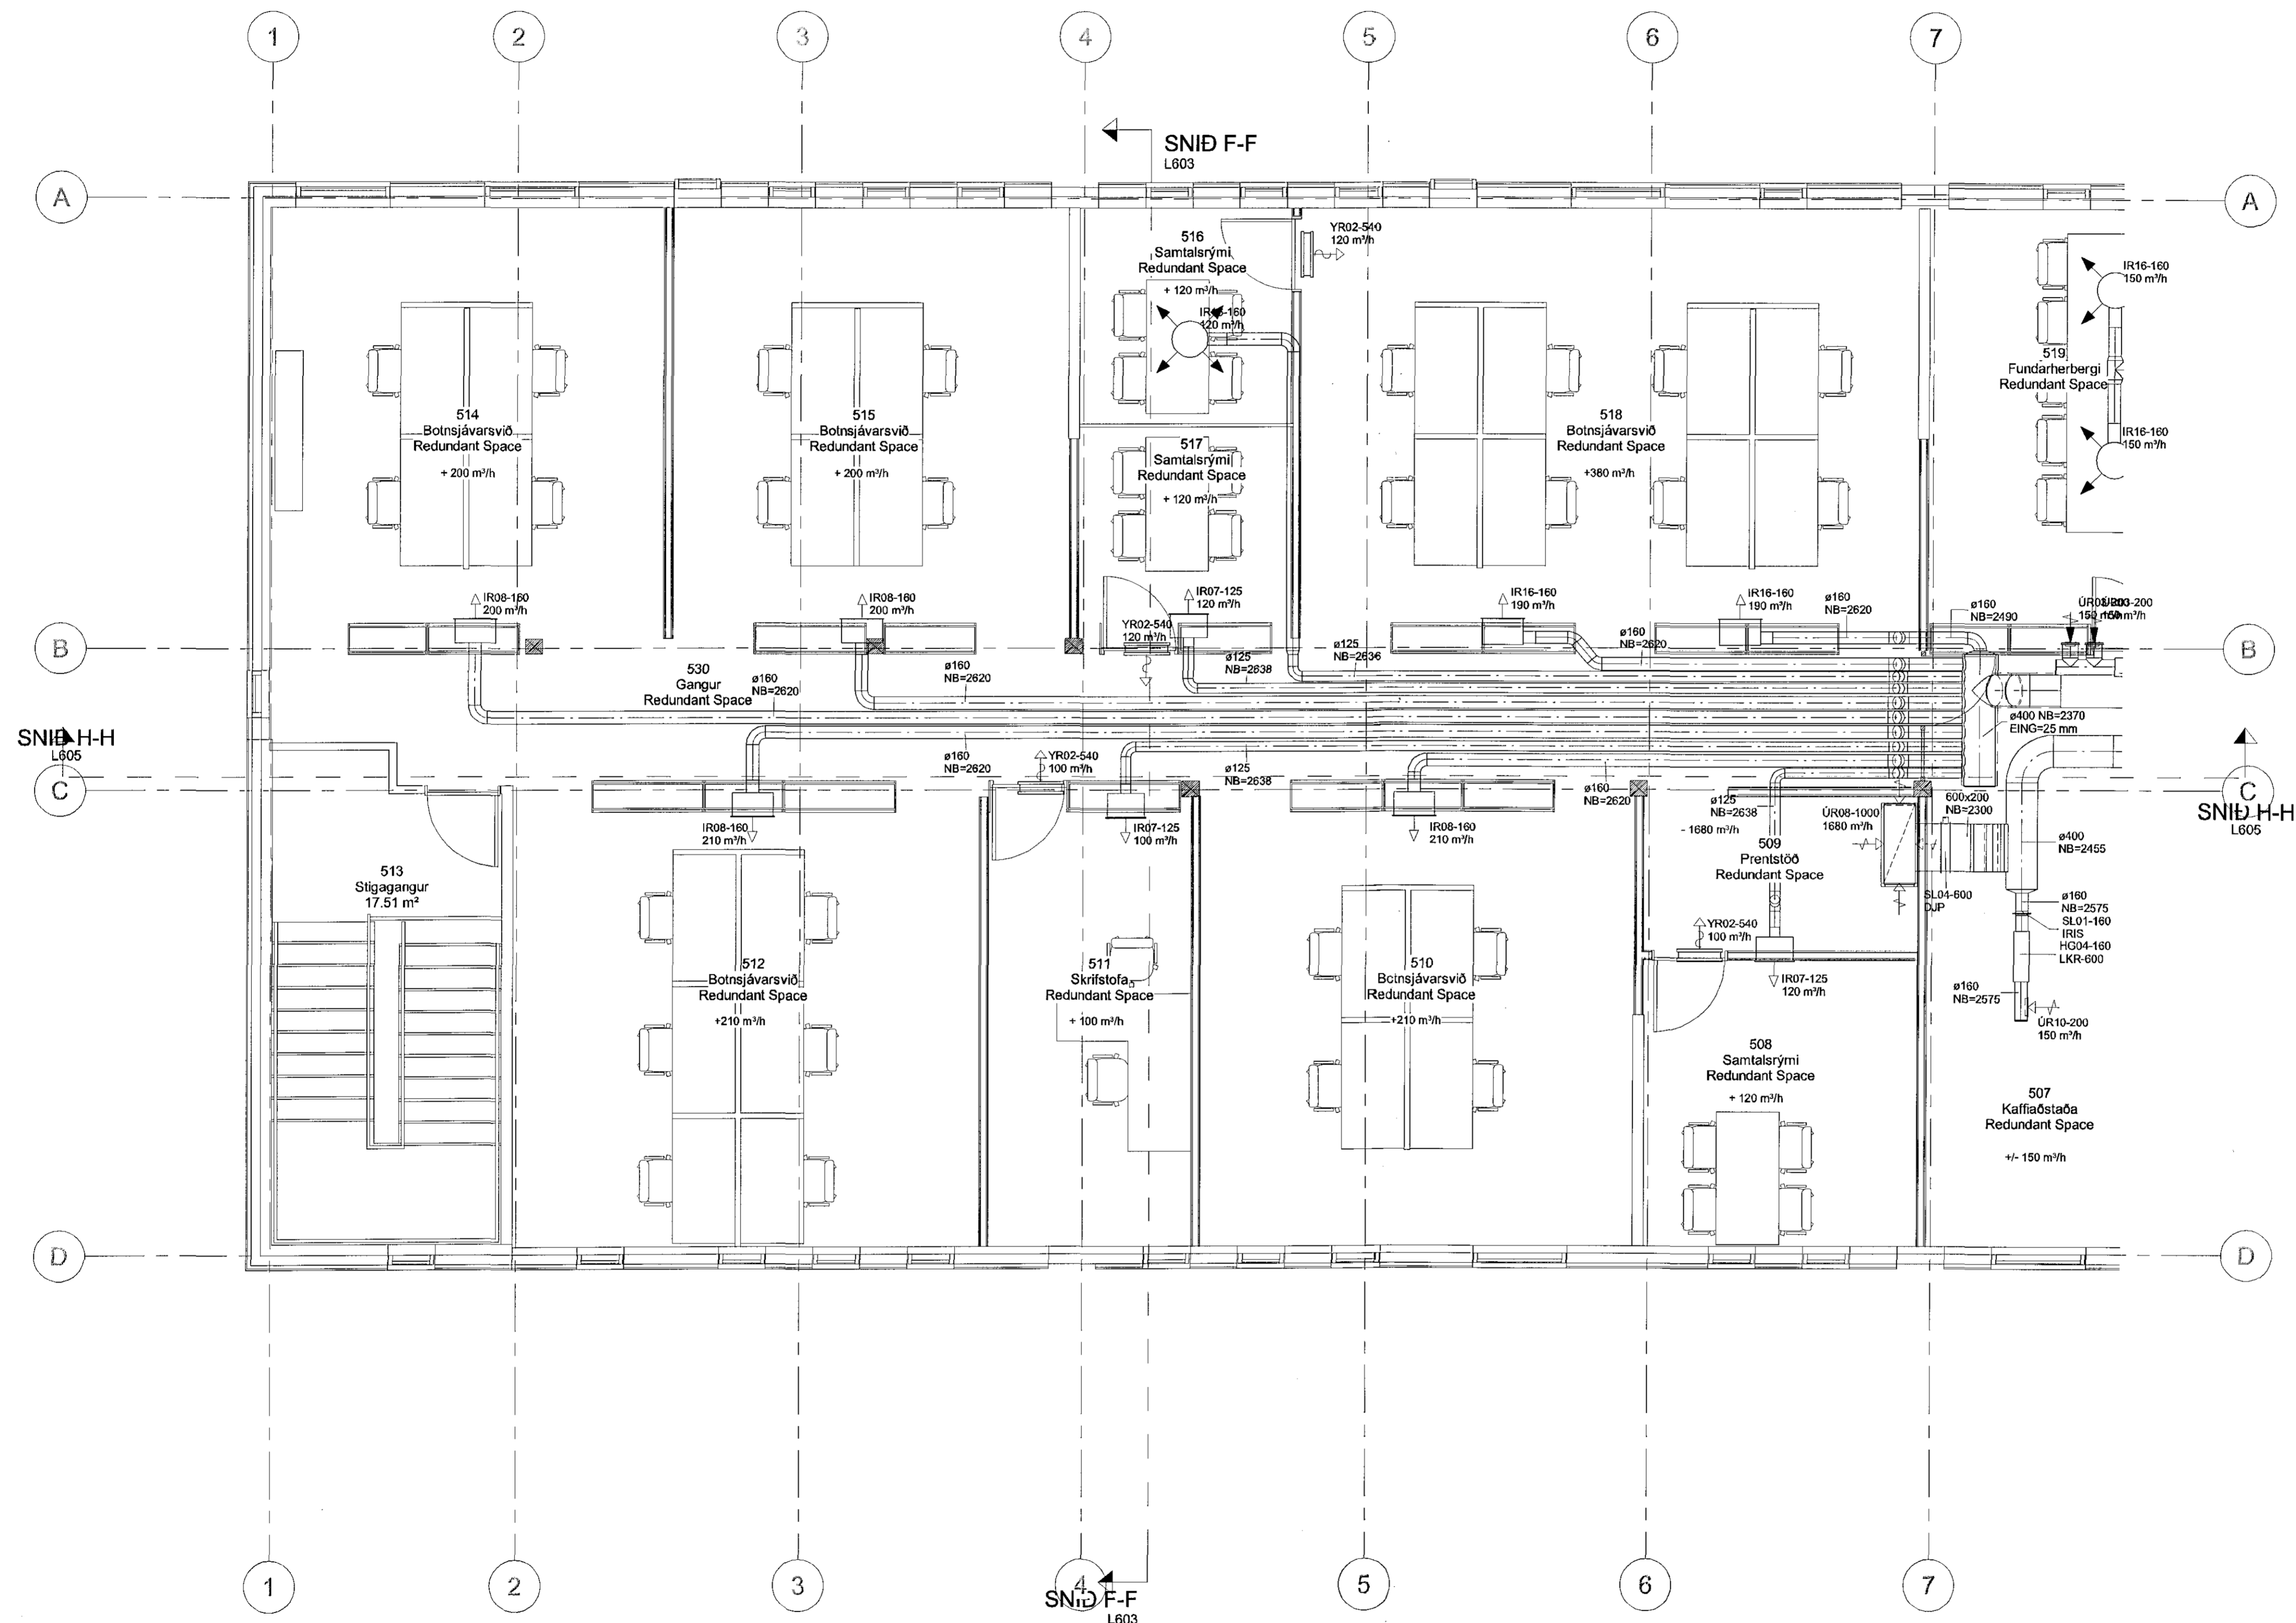 1
2
3
4
5
6
7
SNIÐ F-F
L603
A
A
516
Samtalsrými
Redundant Space
+ 120 m³/h
120 m³/h
YR02-540
120 m³/h
IR16-160
150 m³/h
519
Fundarherbergi
Redundant Space
IR16-160
150 m³/h
514
Botnsjávarsvið
Redundant Space
+ 200 m³/h
515
Botnsjávarsvið
Redundant Space
+ 200 m³/h
517
Samtalsrými
Redundant Space
+ 120 m³/h
518
Botnsjávarsvið
Redundant Space
+380 m³/h
IR08-160
200 m³/h
IR08-160
200 m³/h
IR07-125
120 m³/h
YR02-540
120 m³/h
IR16-160
190 m³/h
IR16-160
190 m³/h
ø160
NB=2620
ø160
NB=2490
B
B
530
Gangur
Redundant Space
ø160
NB=2620
ø160
NB=2620
ø125
NB=2638
ø125
NB=2636
ø160
NB=2620
ø400 NB=2370
EING=25 mm
SNIÐ H-H
L605
C
C
SNIÐ H-H
L605
ø160
NB=2620
YR02-540
100 m³/h
ø125
NB=2638
ø160
NB=2620
ø125
NB=2638
- 1680 m³/h
ÚR08-1000
1680 m³/h
600x200
NB=2300
ø400
NB=2455
IR08-160
210 m³/h
IR07-125
100 m³/h
IR08-160
210 m³/h
509
Prentstöð
Redundant Space
513
Stigagangur
17.51 m²
SL04-600
DJP
ø160
NB=2575
SL01-160
IRIS
HG04-160
LKR-600
YR02-540
100 m³/h
IR07-125
120 m³/h
ø160
NB=2575
ÚR10-200
150 m³/h
512
Botnsjávarsvið
Redundant Space
+210 m³/h
511
Skrifstofa
Redundant Space
+ 100 m³/h
510
Botnsjávarsvið
Redundant Space
+210 m³/h
508
Samtalsrými
Redundant Space
+ 120 m³/h
507
Kaffiaðstaða
Redundant Space
+/- 150 m³/h
D
D
1
2
3
4
5
6
7
SNIÐ F-F
L603